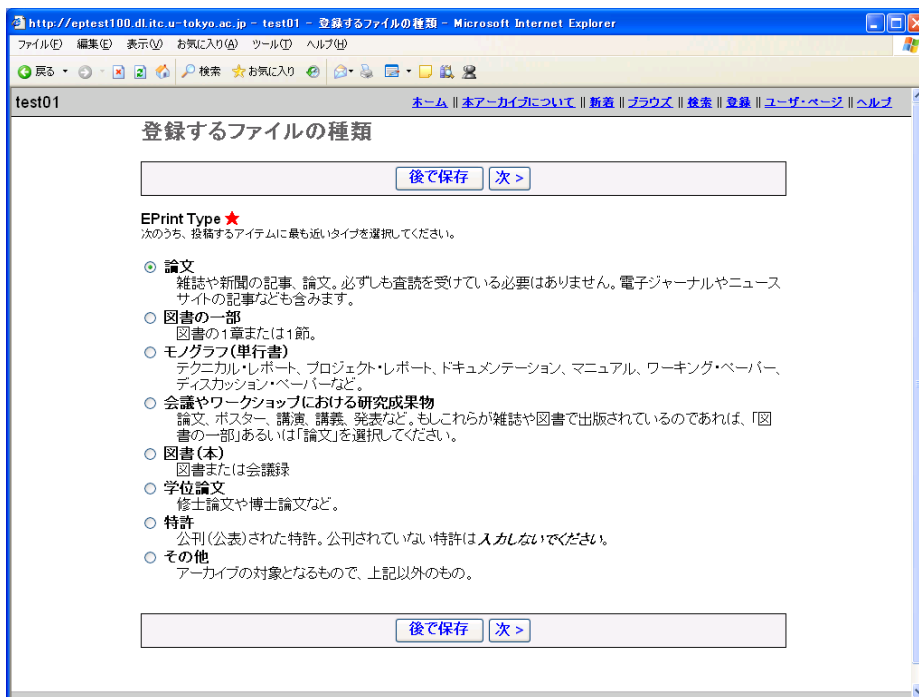 http://eptest100.dl.itc.u-tokyo.ac.jp - test01 - 登録するファイルの種類 - Microsoft Internet Explorer
ファイル(F) 編集(E) 表示(V) お気に入り(A) ツール(T) ヘルプ(H)
戻る 検索 お気に入り
test01 ホーム || 本アーカイブについて || 新着 || ブラウズ || 検索 || 登録 || ユーザ・ページ || ヘルプ
登録するファイルの種類
後で保存 次 >
EPrint Type ★
次のうち、投稿するアイテムに最も近いタイプを選択してください。
論文
雑誌や新聞の記事、論文。必ずしも査読を受けている必要はありません。電子ジャーナルやニュース
サイトの記事なども含みます。
図書の一部
図書の1章または1節。
モノグラフ(単行書)
テクニカル・レポート、プロジェクト・レポート、ドキュメンテーション、マニュアル、ワーキング・ペーパー、
ディスカッション・ペーパーなど。
会議やワークショップにおける研究成果物
論文、ポスター、講演、講義、発表など。もしこれらが雑誌や図書で出版されているのであれば、「図
書の一部」あるいは「論文」を選択してください。
図書(本)
図書または会議録
学位論文
修士論文や博士論文など。
特許
公刊(公表)された特許。公刊されていない特許は入力しないでください。
その他
アーカイブの対象となるもので、上記以外のもの。
後で保存 次 >